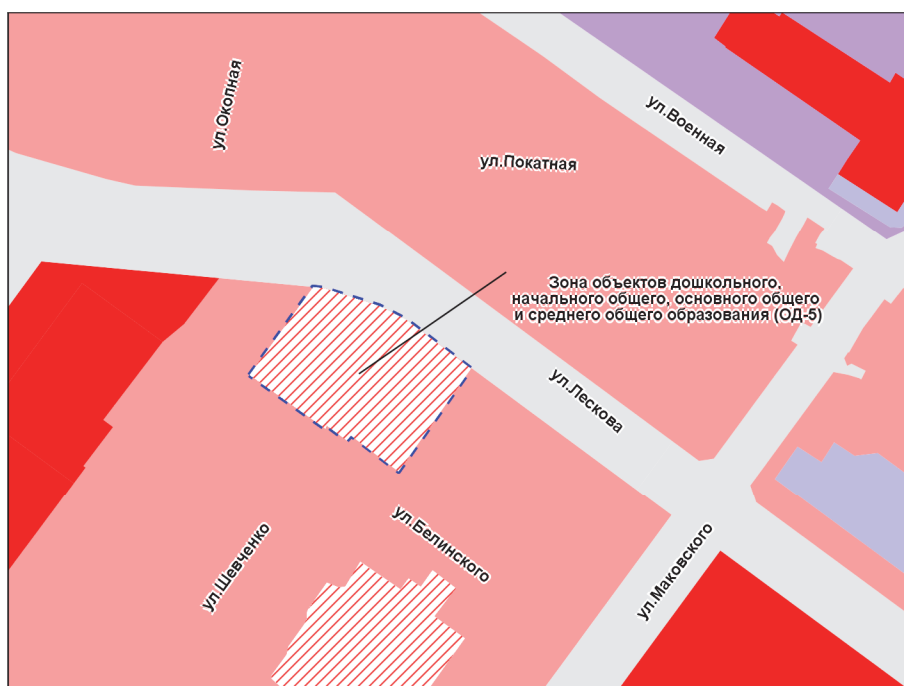 ул.Окопная
ул.Военная
ул.Покатная
Зона объектов дошкольного,
начального общего, основного общего
и среднего общего образования (ОД-5)
ул.Лескова
ул.Белинского
ул.Шевченко
ул.Маковского